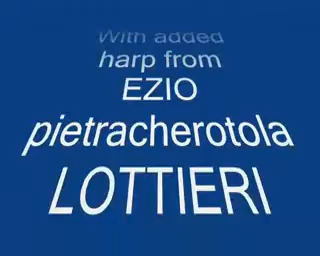 With added
harp from
EZIO
pietracherotola
LOTTIERI